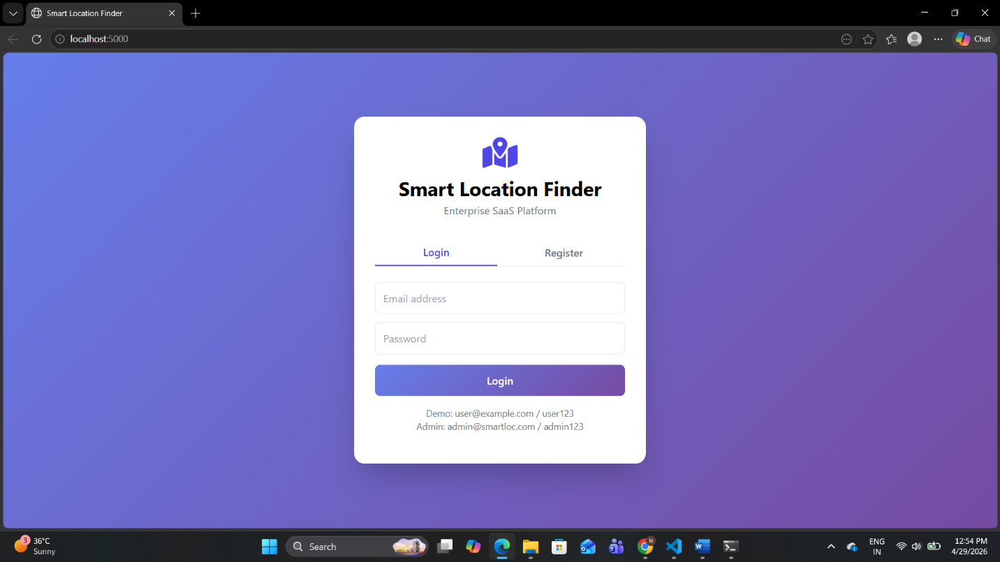 Smart Location Finder
localhost:5000
Chat
Smart Location Finder
Enterprise SaaS Platform
Login
Register
Email address
Password
Login
Demo: user@example.com / user123
Admin: admin@smartloc.com / admin123
3
36°C
Sunny
Search
N
W
ENG
IN
12:54 PM
4/29/2026